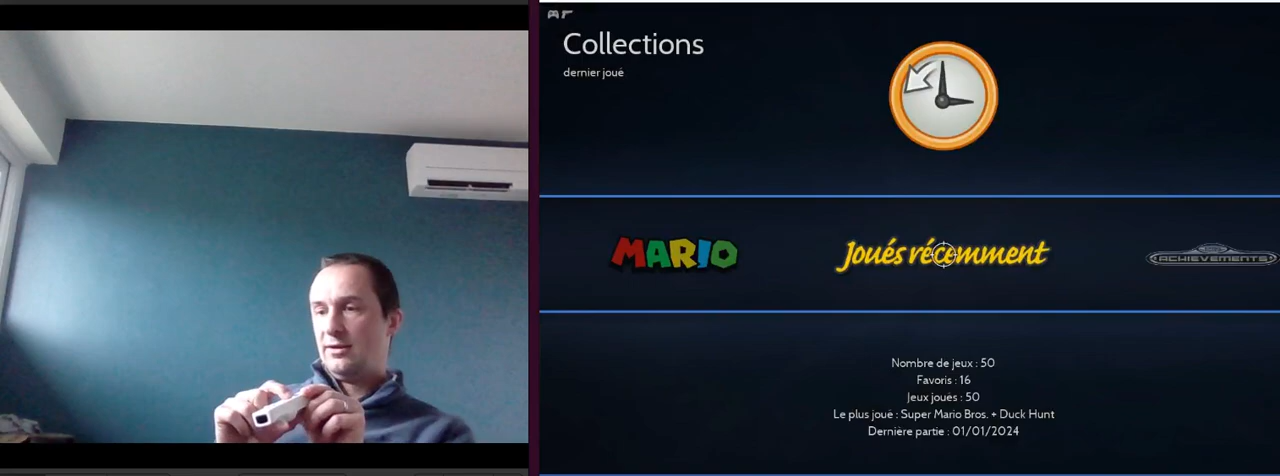 Collections
dernier joué
MARIO
Joués récemment
ACHIEVEMENTS
Nombre de jeux : 50
Favoris : 16
Jeux joués : 50
Le plus joué : Super Mario Bros. + Duck Hunt
Dernière partie : 01/01/2024